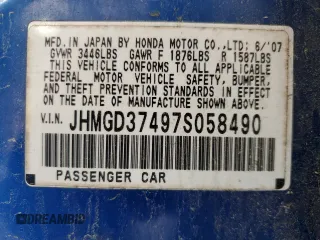 MFD. IN JAPAN BY HONDA MOTOR CO.,LTD: 6/'07
GVWR 3446LBS GAWR F 1876LBS R 1587LBS
THIS VEHICLE CONFORMS TO ALL APPLICABLE
FEDERAL MOTOR VEHICLE SAFETY, BUMPER,
AND THEFT PREVENTION STANDARDS IN EFFECT
ON THE DATE OF MANUFACTURE SHOWN ABOVE.
V.I.N. JHMGD37497S058490
PASSENGER CAR
DREAMBID